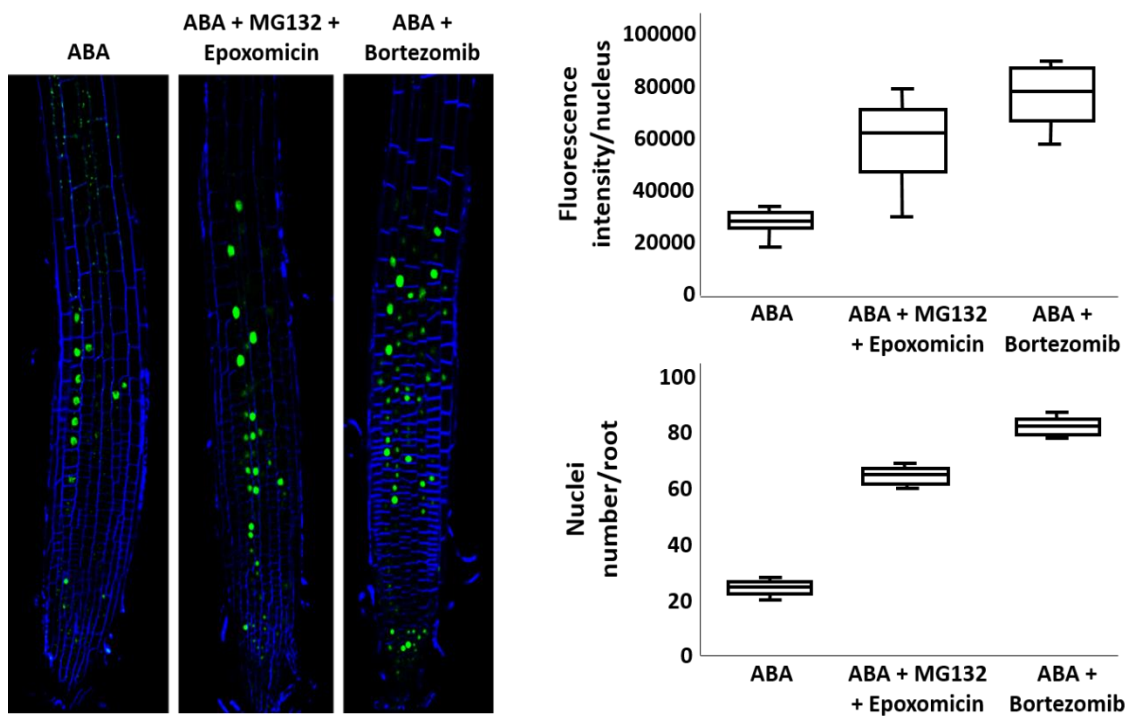 ABA
ABA + MG132 +
Epoxomicin
ABA +
Bortezomib
Fluorescence
intensity/nucleus
100000
80000
60000
40000
20000
0
ABA
ABA + MG132
+ Epoxomicin
ABA +
Bortezomib
Nuclei
number/root
100
80
60
40
20
0
ABA
ABA + MG132
+ Epoxomicin
ABA +
Bortezomib